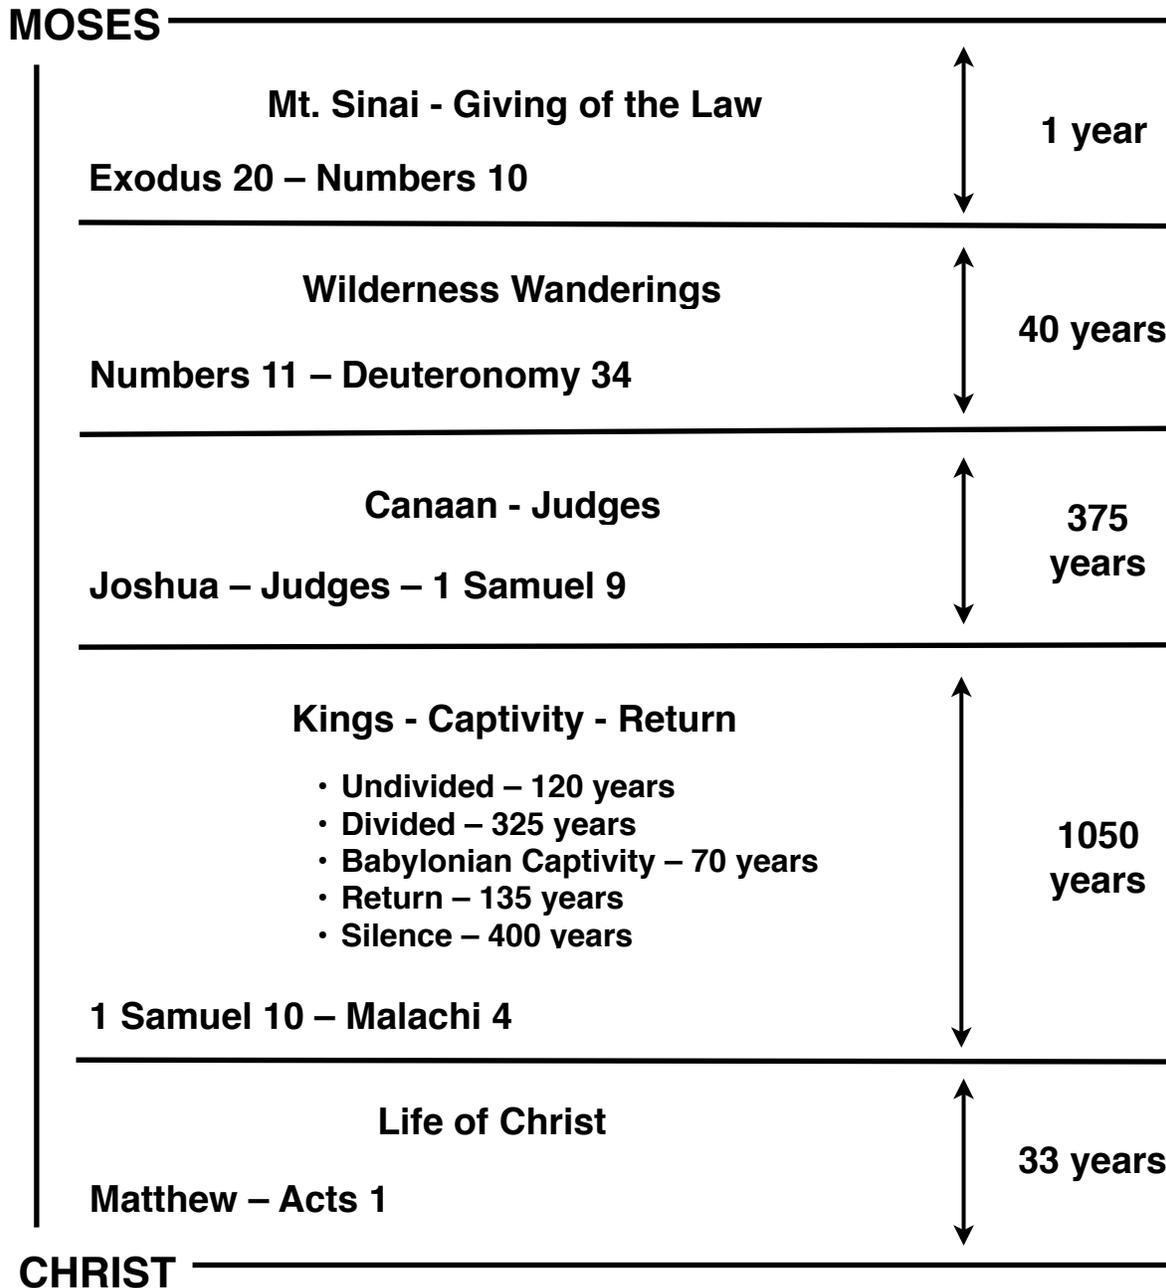 MOSES
Mt. Sinai - Giving of the Law
1 year
Exodus 20 – Numbers 10
Wilderness Wanderings
40 years
Numbers 11 – Deuteronomy 34
Canaan - Judges
375
years
Joshua – Judges – 1 Samuel 9
Kings - Captivity - Return
• Undivided – 120 years
• Divided – 325 years
• Babylonian Captivity – 70 years
• Return – 135 years
• Silence – 400 years
1050
years
1 Samuel 10 – Malachi 4
Life of Christ
33 years
Matthew – Acts 1
CHRIST